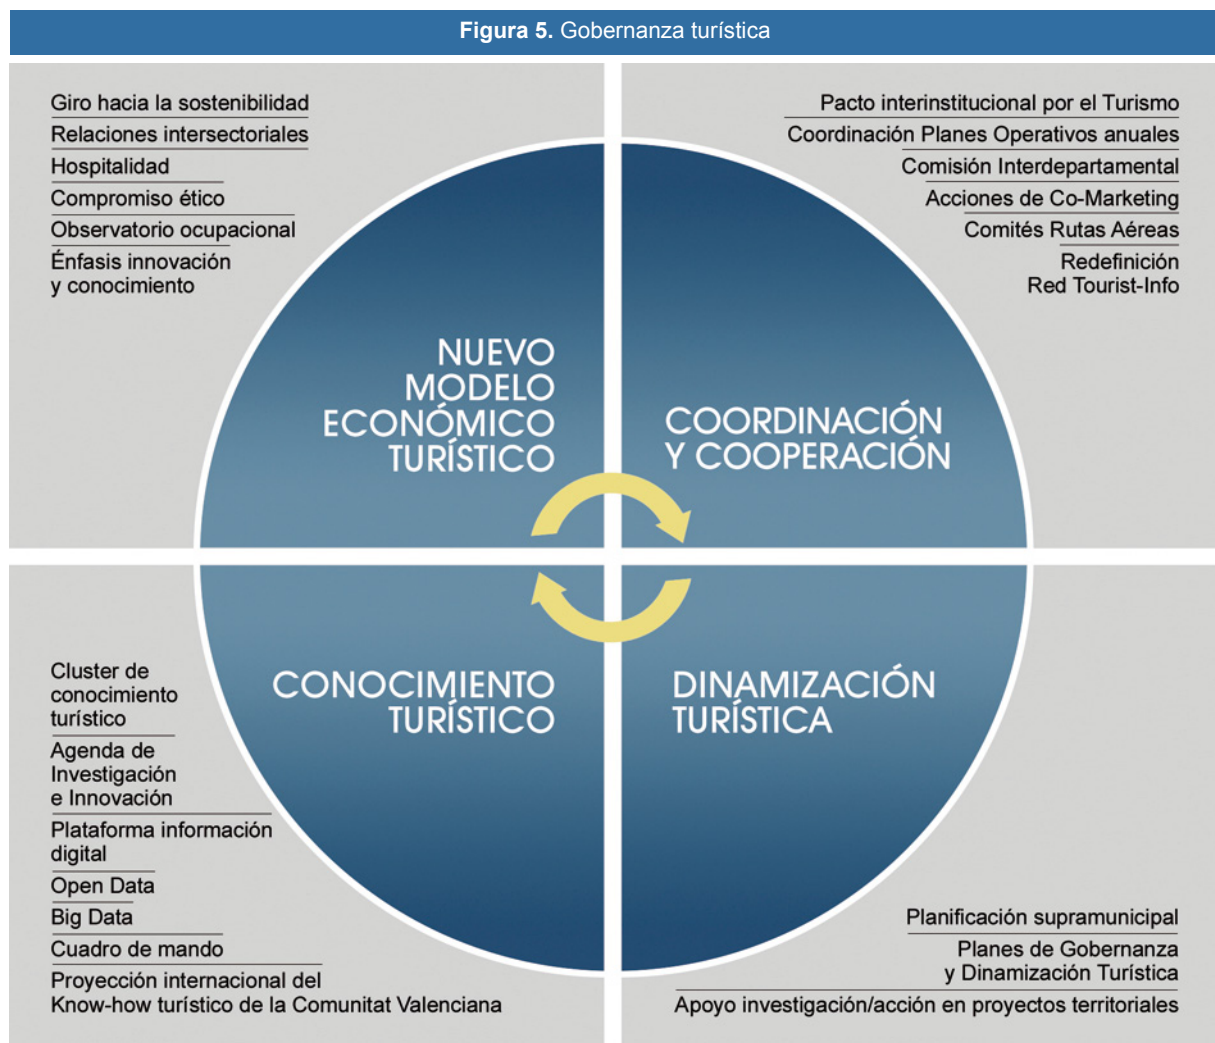 Figura 5. Gobernanza turística
Giro hacia la sostenibilidad
Relaciones intersectoriales
Hospitalidad
Compromiso ético
Observatorio ocupacional
Énfasis innovación
y conocimiento
NUEVO
MODELO
ECONÓMICO
TURÍSTICO
Pacto interinstitucional por el Turismo
Coordinación Planes Operativos anuales
Comisión Interdepartamental
Acciones de Co-Marketing
Comités Rutas Aéreas
Redefinición
Red Tourist-Info
COORDINACIÓN
Y COOPERACIÓN
Cluster de
conocimiento
turístico
Agenda de
Investigación
e Innovación
Plataforma información
digital
Open Data
Big Data
Cuadro de mando
Proyección internacional del
Know-how turístico de la Comunitat Valenciana
CONOCIMIENTO
TURÍSTICO
DINAMIZACIÓN
TURÍSTICA
Planificación supramunicipal
Planes de Gobernanza
y Dinamización Turística
Apoyo investigación/acción en proyectos territoriales